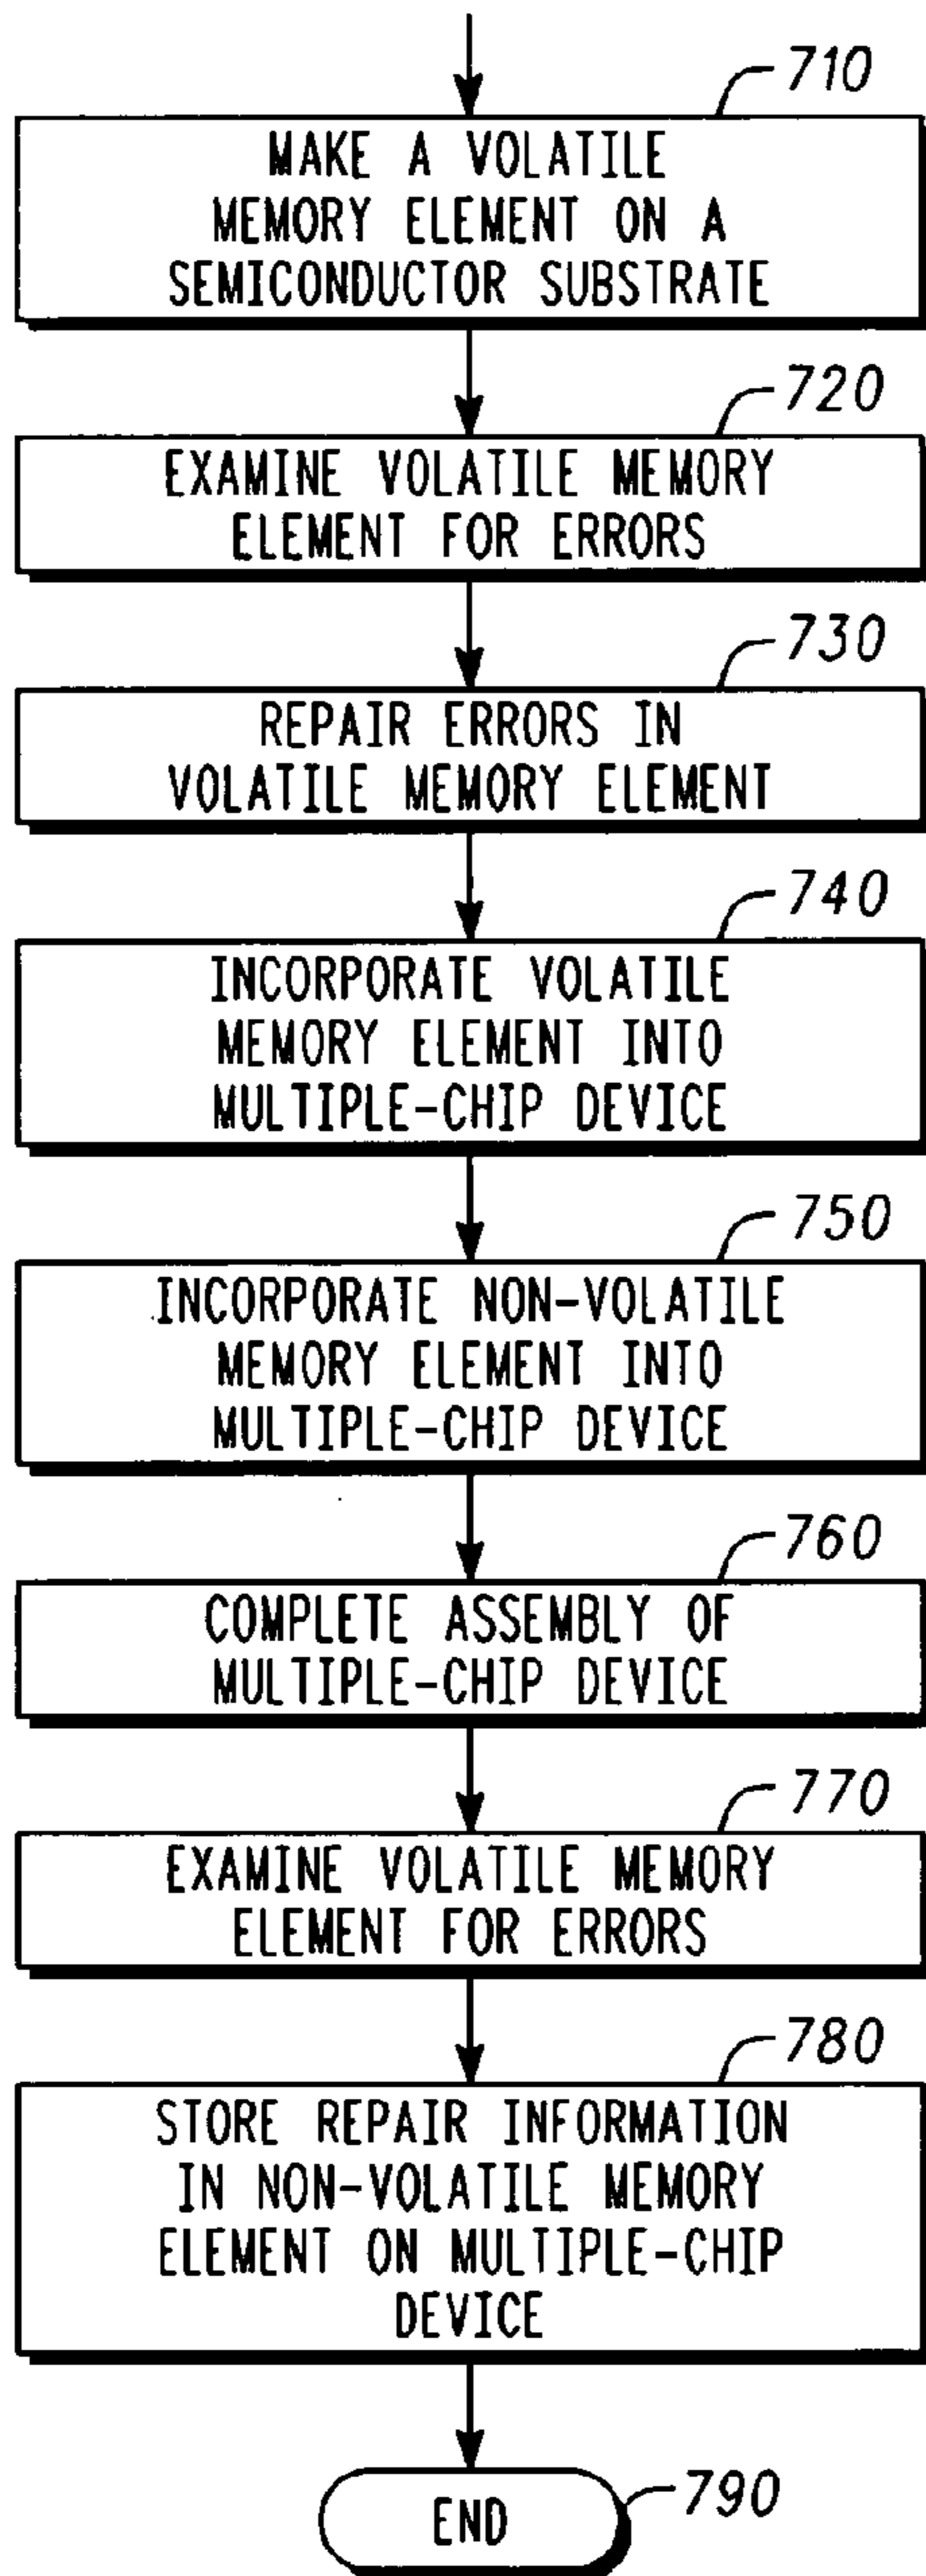 710
MAKE A VOLATILE
MEMORY ELEMENT ON A
SEMICONDUCTOR SUBSTRATE
720
EXAMINE VOLATILE MEMORY
ELEMENT FOR ERRORS
730
REPAIR ERRORS IN
VOLATILE MEMORY ELEMENT
740
INCORPORATE VOLATILE
MEMORY ELEMENT INTO
MULTIPLE-CHIP DEVICE
750
INCORPORATE NON-VOLATILE
MEMORY ELEMENT INTO
MULTIPLE-CHIP DEVICE
760
COMPLETE ASSEMBLY OF
MULTIPLE-CHIP DEVICE
770
EXAMINE VOLATILE MEMORY
ELEMENT FOR ERRORS
780
STORE REPAIR INFORMATION
IN NON-VOLATILE MEMORY
ELEMENT ON MULTIPLE-CHIP
DEVICE
END
790